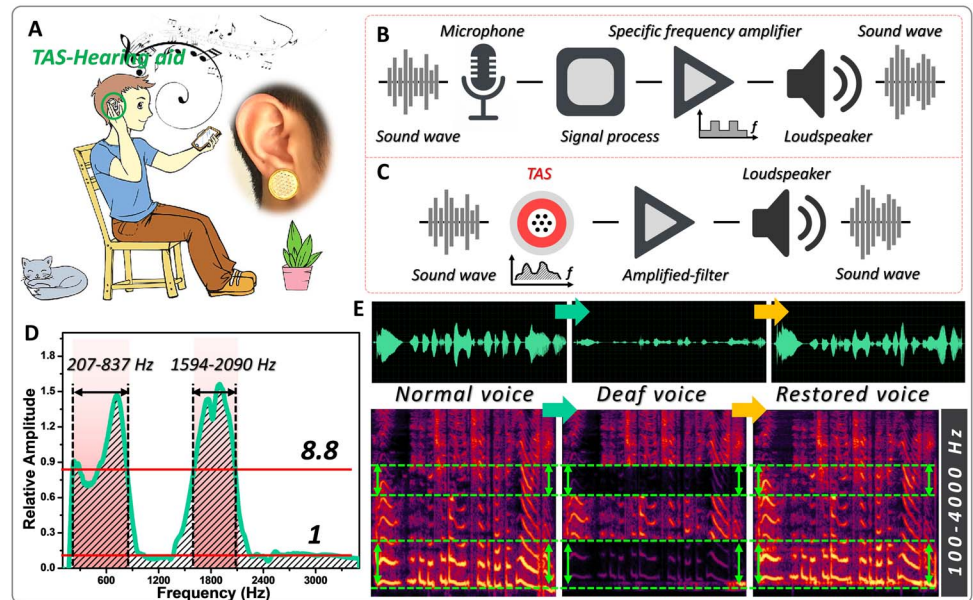 A
TAS-Hearing aid
B
Microphone
Specific frequency amplifier
Sound wave
Sound wave
Signal process
f
Loudspeaker
C
TAS
Loudspeaker
Sound wave
f
Amplified-filter
Sound wave
D
207-837 Hz
1594-2090 Hz
1.8
1.5
1.2
0.9
0.6
0.3
0.0
8.8
1
600
1200
1800
2400
3000
Relative Amplitude
Frequency (Hz)
E
Normal voice
Deaf voice
Restored voice
100-4000 Hz